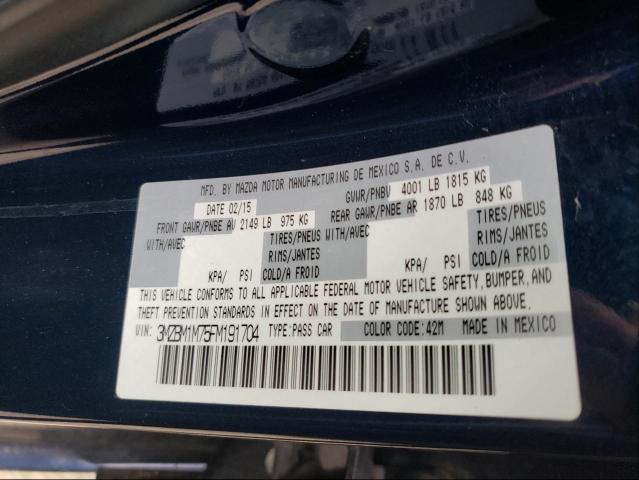 MFD. BY MAZDA MOTOR MANUFACTURING DE MEXICO S.A. DE C.V.
DATE 02/15 GVWR/PNBV 4001 LB 1815 KG
FRONT GAWR/PNBE AV 2149 LB 975 KG REAR GAWR/PNBE AR 1870 LB 848 KG
WITH/AVEC TIRES/PNEUS WITH/AVEC TIRES/PNEUS
RIMS/JANTES RIMS/JANTES
KPA/ PSI COLD/A FROID KPA/ PSI COLD/A FROID
THIS VEHICLE CONFORMS TO ALL APPLICABLE FEDERAL MOTOR VEHICLE SAFETY, BUMPER, AND
THEFT PREVENTION STANDARDS IN EFFECT ON THE DATE OF MANUFACTURE SHOWN ABOVE.
VIN: 3MZBM1M75FM191704 TYPE:PASS CAR COLOR CODE:42M MADE IN MEXICO